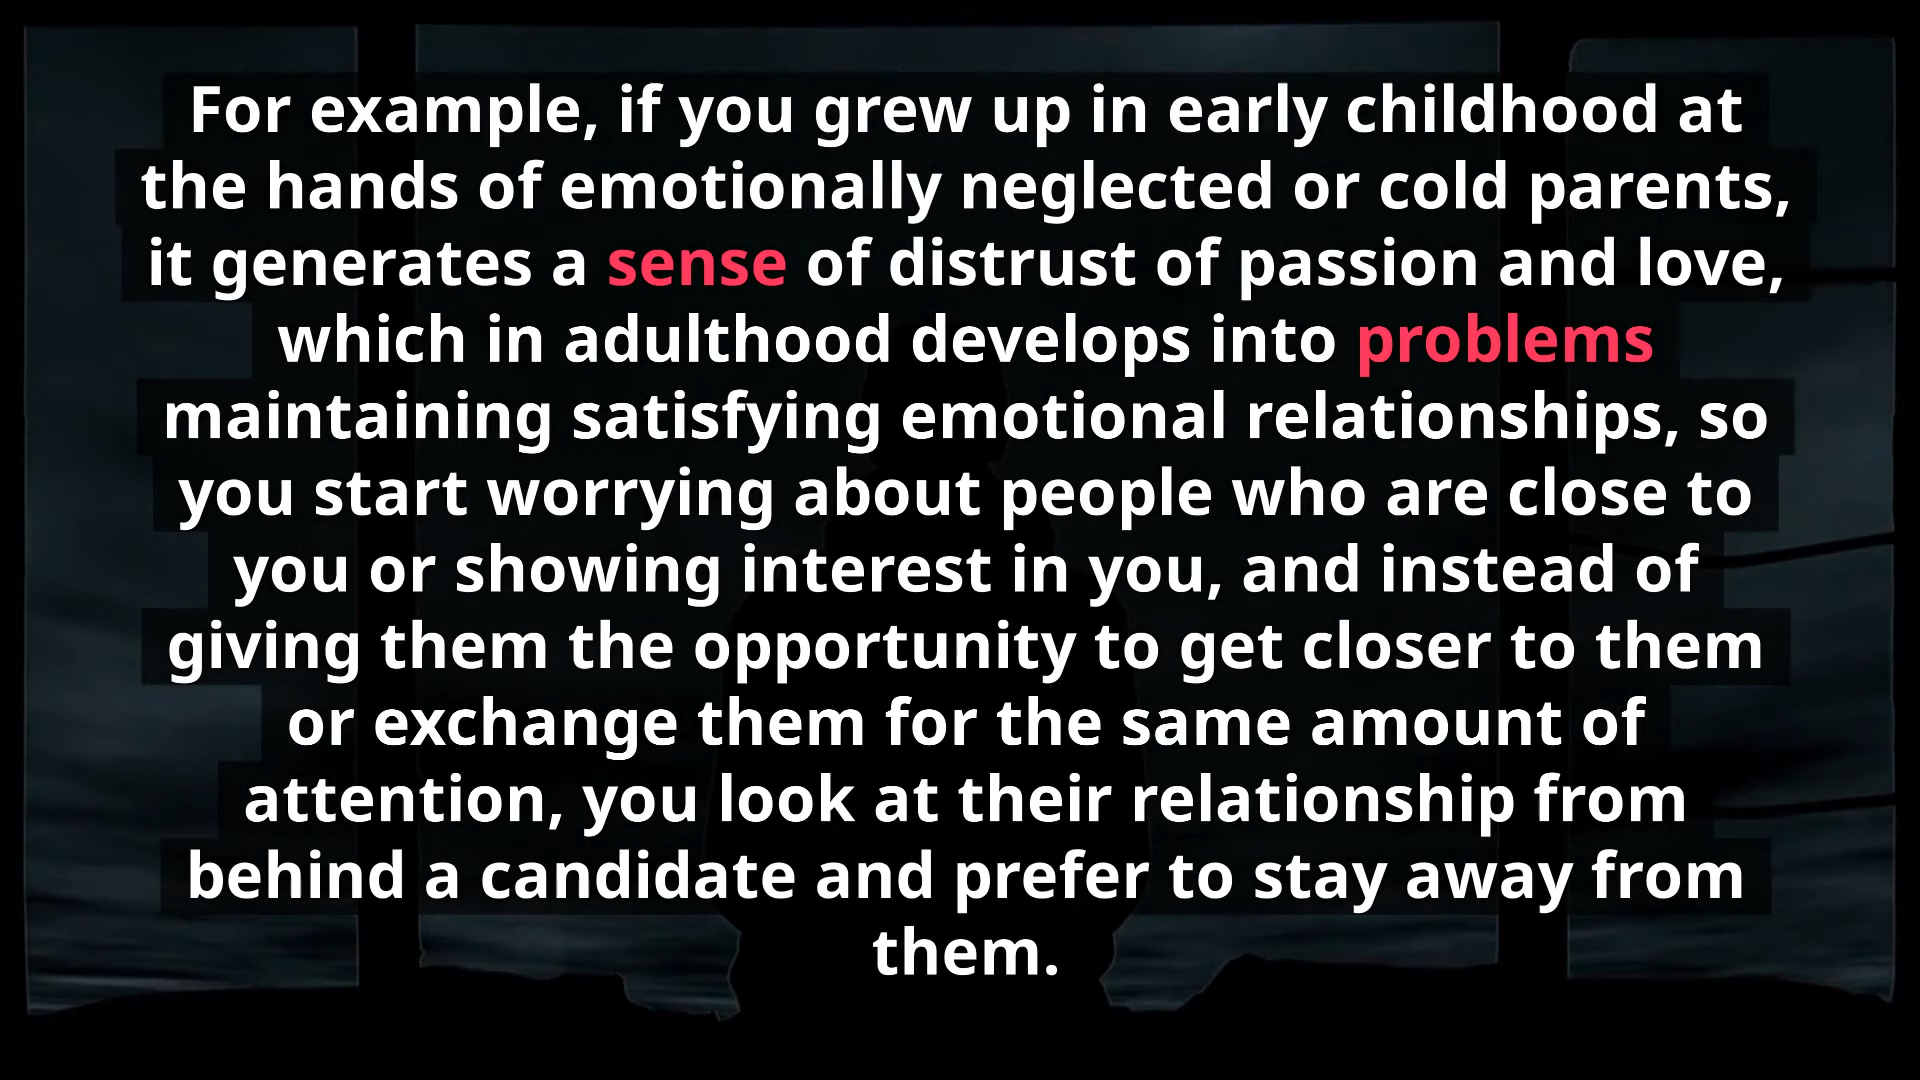 For example, if you grew up in early childhood at
the hands of emotionally neglected or cold parents,
it generates a sense of distrust of passion and love,
which in adulthood develops into problems
maintaining satisfying emotional relationships, so
you start worrying about people who are close to
you or showing interest in you, and instead of
giving them the opportunity to get closer to them
or exchange them for the same amount of
attention, you look at their relationship from
behind a candidate and prefer to stay away from
them.